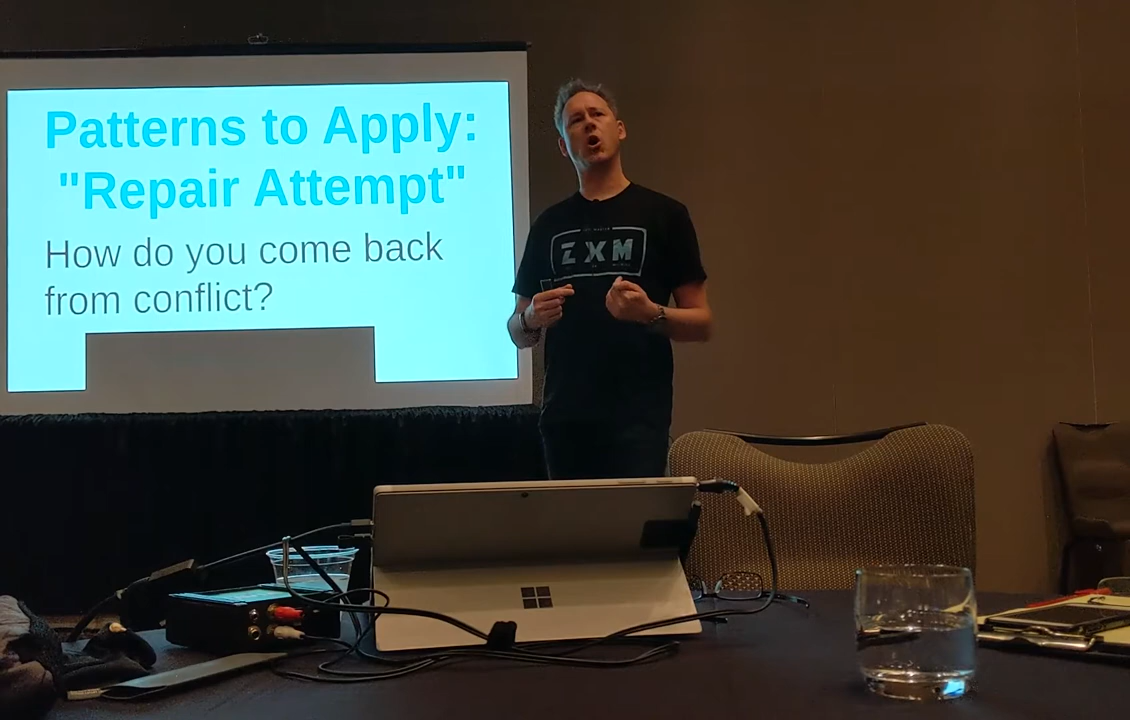 Patterns to Apply:
"Repair Attempt"
How do you come back
from conflict?
ZXM